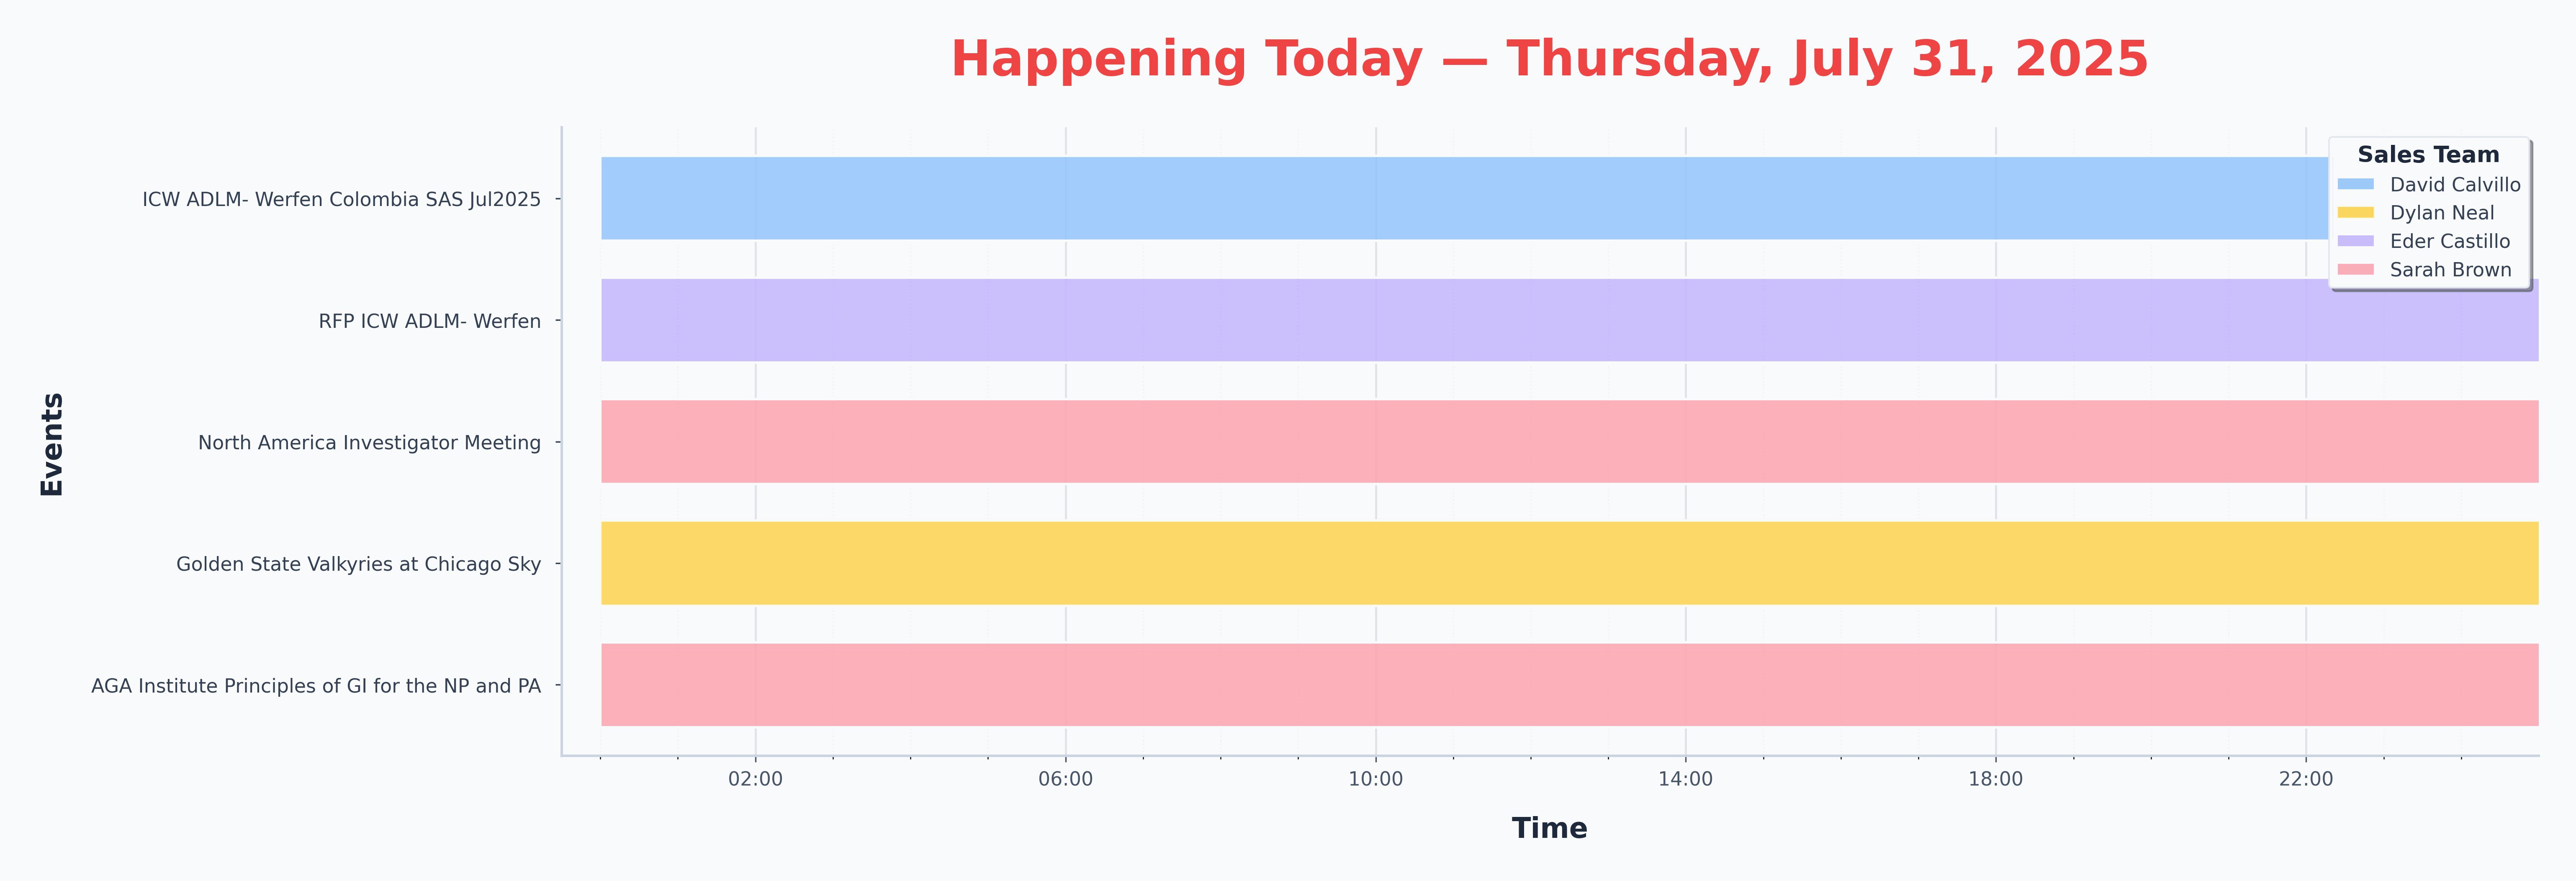 Happening Today — Thursday, July 31, 2025
Sales Team
David Calvillo
Dylan Neal
Eder Castillo
Sarah Brown
Events
ICW ADLM- Werfen Colombia SAS Jul2025
RFP ICW ADLM- Werfen
North America Investigator Meeting
Golden State Valkyries at Chicago Sky
AGA Institute Principles of GI for the NP and PA
02:00 06:00 10:00 14:00 18:00 22:00
Time